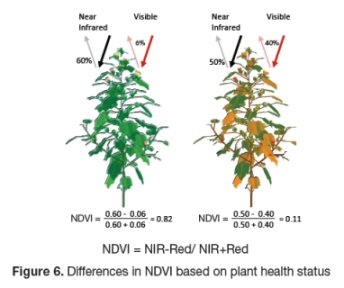 Near Infrared
Visible
Near Infrared
Visible
60%
6%
50%
40%
NDVI = 0.60 - 0.06 / 0.60 + 0.06 = 0.82
NDVI = 0.50 - 0.40 / 0.50 + 0.40 = 0.11
NDVI = NIR-Red/ NIR+Red
Figure 6. Differences in NDVI based on plant health status